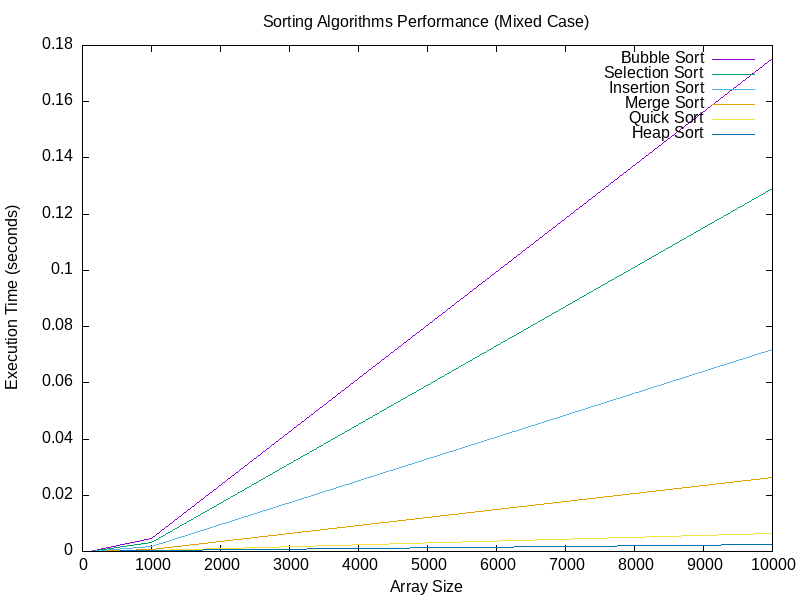 Sorting Algorithms Performance (Mixed Case)
0.18
0.16
0.14
0.12
0.1
0.08
0.06
0.04
0.02
0
Execution Time (seconds)
Bubble Sort
Selection Sort
Insertion Sort
Merge Sort
Quick Sort
Heap Sort
0 1000 2000 3000 4000 5000 6000 7000 8000 9000 10000
Array Size